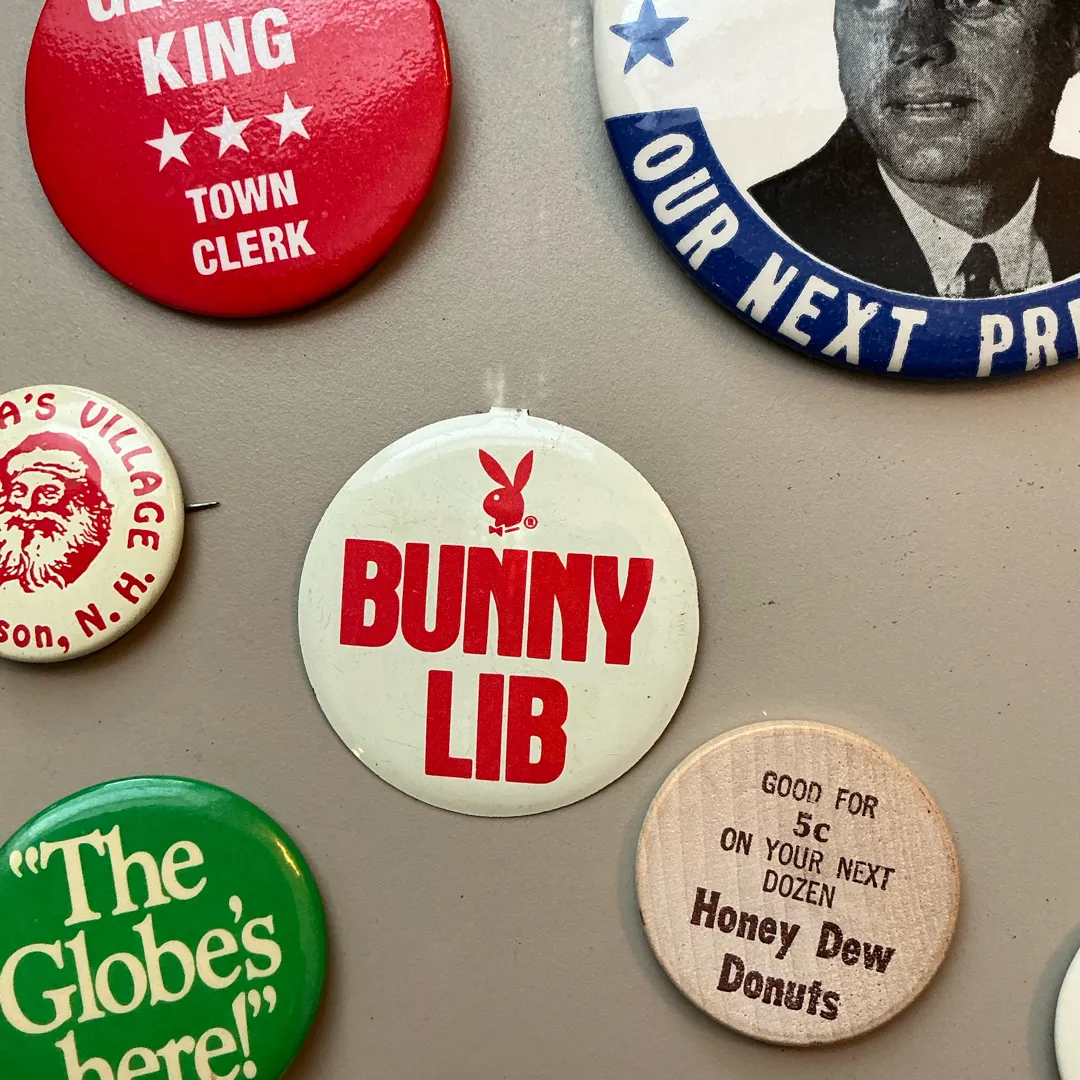 KING
TOWN
CLERK
OUR NEXT
VILLAGE N.H.
BUNNY
LIB
®
GOOD FOR
5c
ON YOUR NEXT
DOZEN
Honey Dew
Donuts
"The
Globe's
here!"